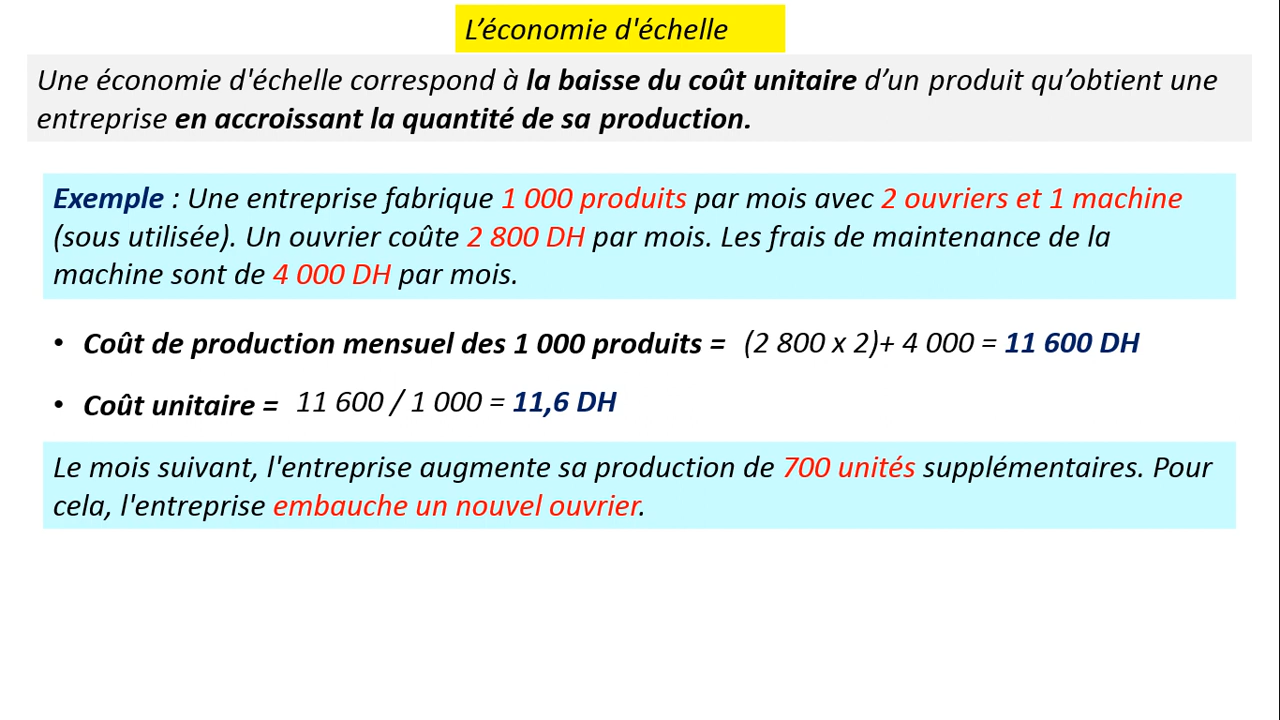 L’économie d'échelle
Une économie d'échelle correspond à la baisse du coût unitaire d’un produit qu’obtient une
entreprise en accroissant la quantité de sa production.
Exemple : Une entreprise fabrique 1 000 produits par mois avec 2 ouvriers et 1 machine
(sous utilisée). Un ouvrier coûte 2 800 DH par mois. Les frais de maintenance de la
machine sont de 4 000 DH par mois.
• Coût de production mensuel des 1 000 produits = (2 800 x 2)+ 4 000 = 11 600 DH
• Coût unitaire = 11 600 / 1 000 = 11,6 DH
Le mois suivant, l'entreprise augmente sa production de 700 unités supplémentaires. Pour
cela, l'entreprise embauche un nouvel ouvrier.